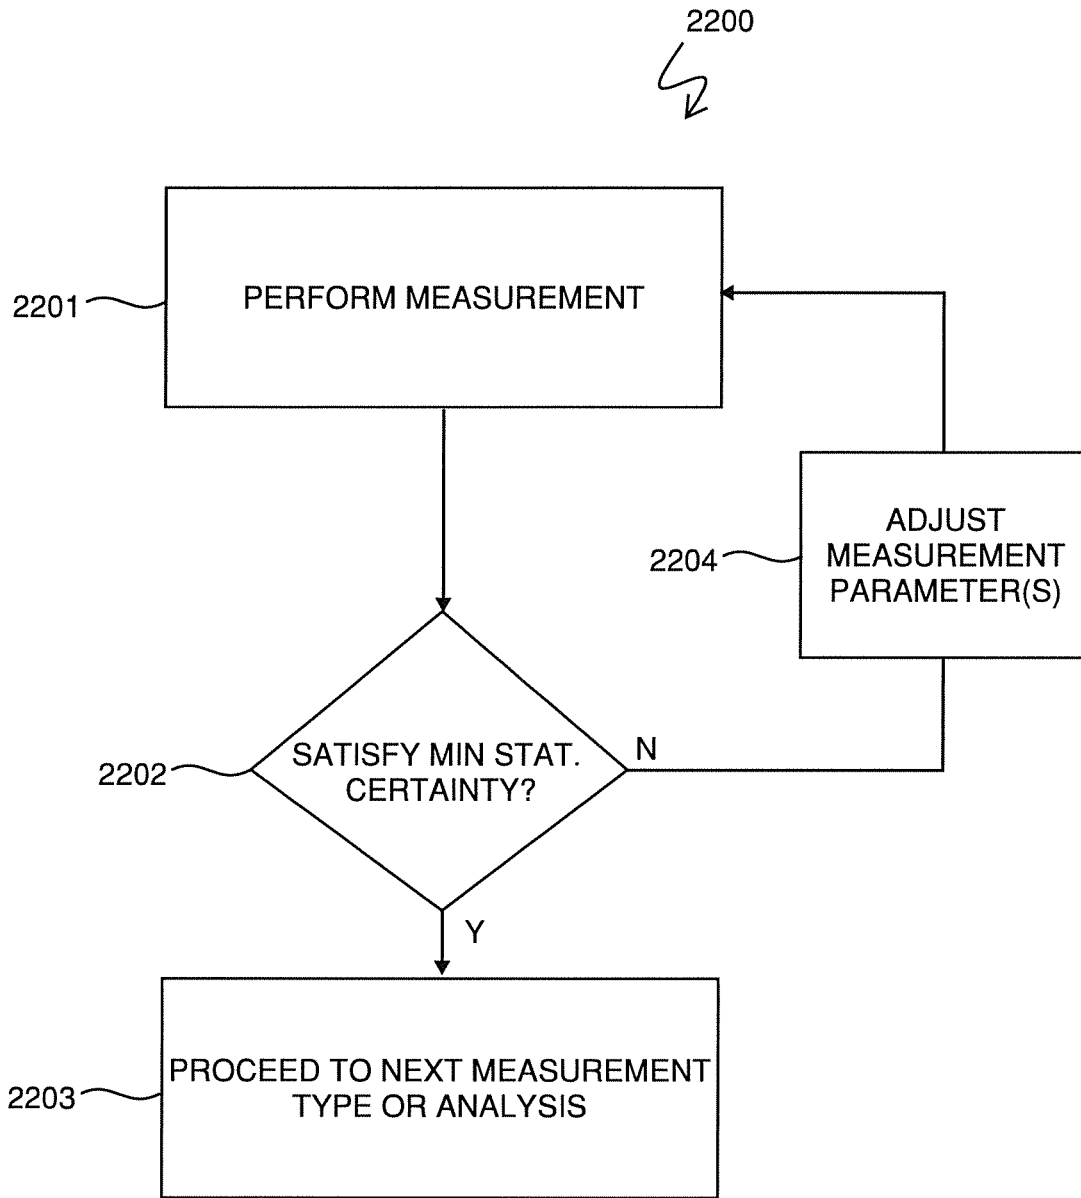 2200
2201
PERFORM MEASUREMENT
2204
ADJUST
MEASUREMENT
PARAMETER(S)
2202
SATISFY MIN STAT.
CERTAINTY?
N
Y
2203
PROCEED TO NEXT MEASUREMENT
TYPE OR ANALYSIS